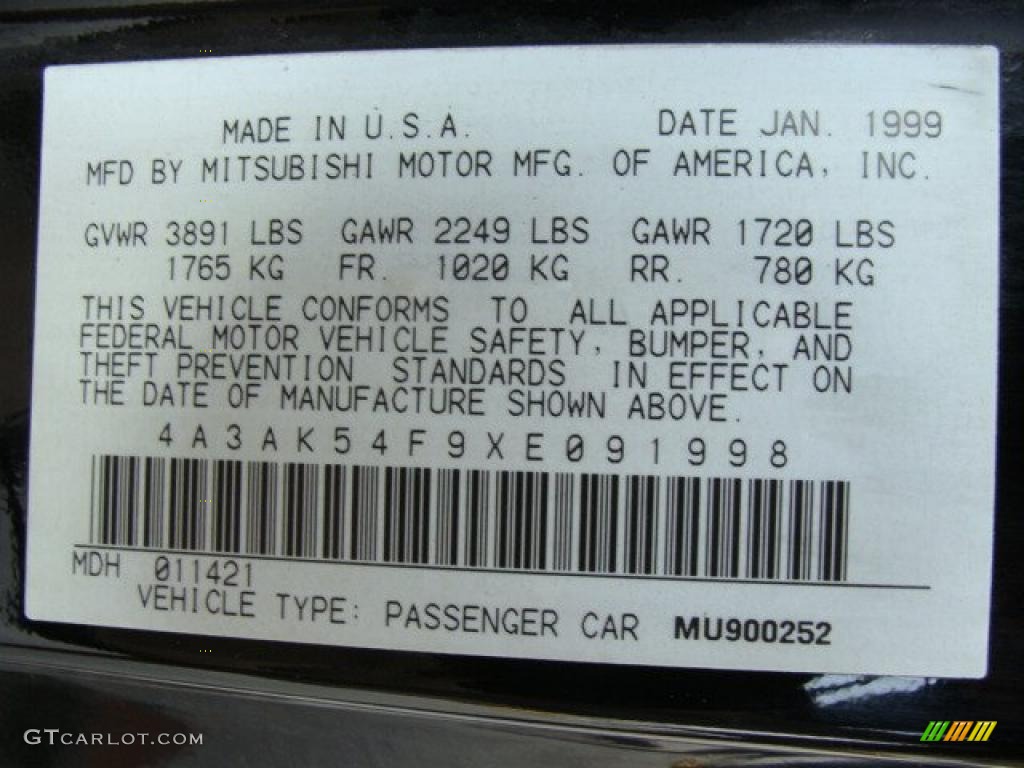 MADE IN U.S.A. DATE JAN. 1999
MFD BY MITSUBISHI MOTOR MFG. OF AMERICA, INC.
GVWR 3891 LBS GAWR 2249 LBS GAWR 1720 LBS
1765 KG FR. 1020 KG RR. 780 KG
THIS VEHICLE CONFORMS TO ALL APPLICABLE
FEDERAL MOTOR VEHICLE SAFETY, BUMPER, AND
THEFT PREVENTION STANDARDS IN EFFECT ON
THE DATE OF MANUFACTURE SHOWN ABOVE.
4A3AK54F9XE091998
MDH 011421
VEHICLE TYPE: PASSENGER CAR MU900252
GTCARLOT.COM